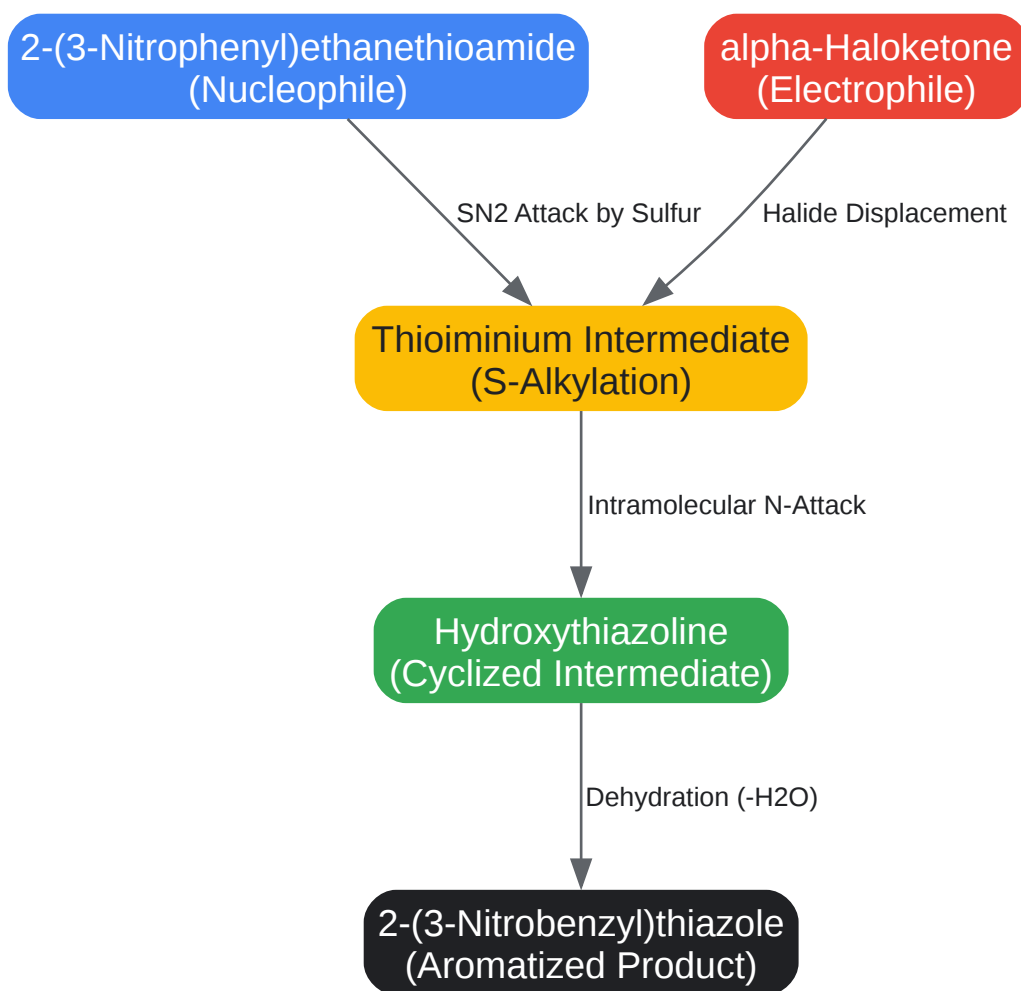 2-(3-Nitrophenyl)ethanethioamide
(Nucleophile)
alpha-Haloketone
(Electrophile)
SN2 Attack by Sulfur
Halide Displacement
Thioiminium Intermediate
(S-Alkylation)
Intramolecular N-Attack
Hydroxythiazoline
(Cyclized Intermediate)
Dehydration (-H2O)
2-(3-Nitrobenzyl)thiazole
(Aromatized Product)